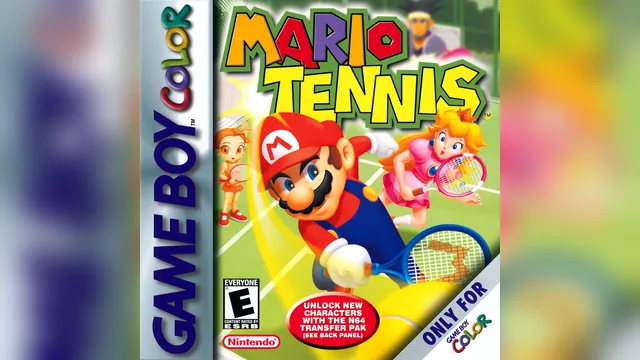 GAME BOY COLOR
MARIO
TENNIS™
M
EVERYONE
E
CONTENT RATED BY
ESRB
Nintendo
UNLOCK NEW
CHARACTERS
WITH THE N64
TRANSFER PAK
(SEE BACK PANEL)
ONLY FOR
GAME BOY
COLOR